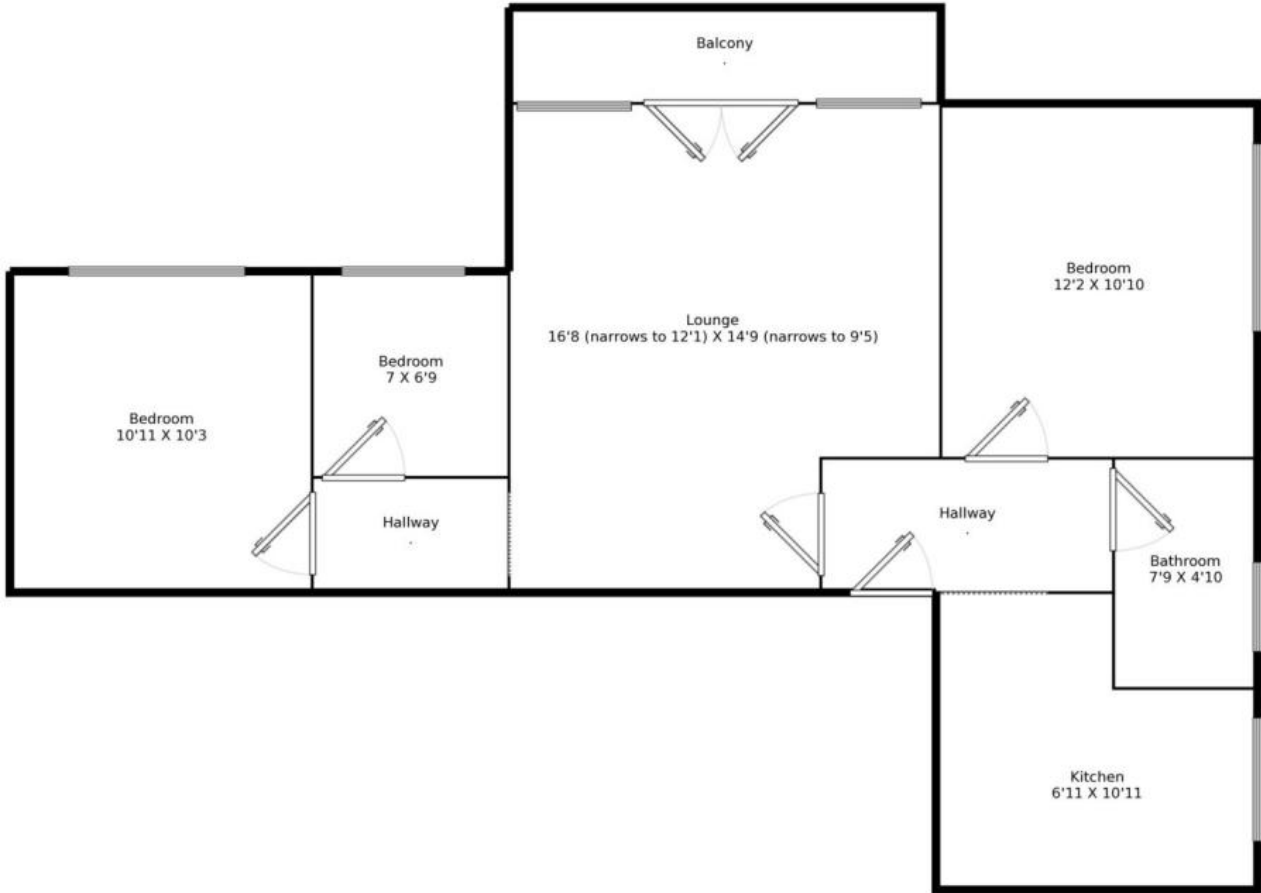 Balcony
Bedroom
12'2 X 10'10
Lounge
16'8 (narrows to 12'1) X 14'9 (narrows to 9'5)
Bedroom
7 X 6'9
Bedroom
10'11 X 10'3
Hallway
Hallway
Bathroom
7'9 X 4'10
Kitchen
6'11 X 10'11